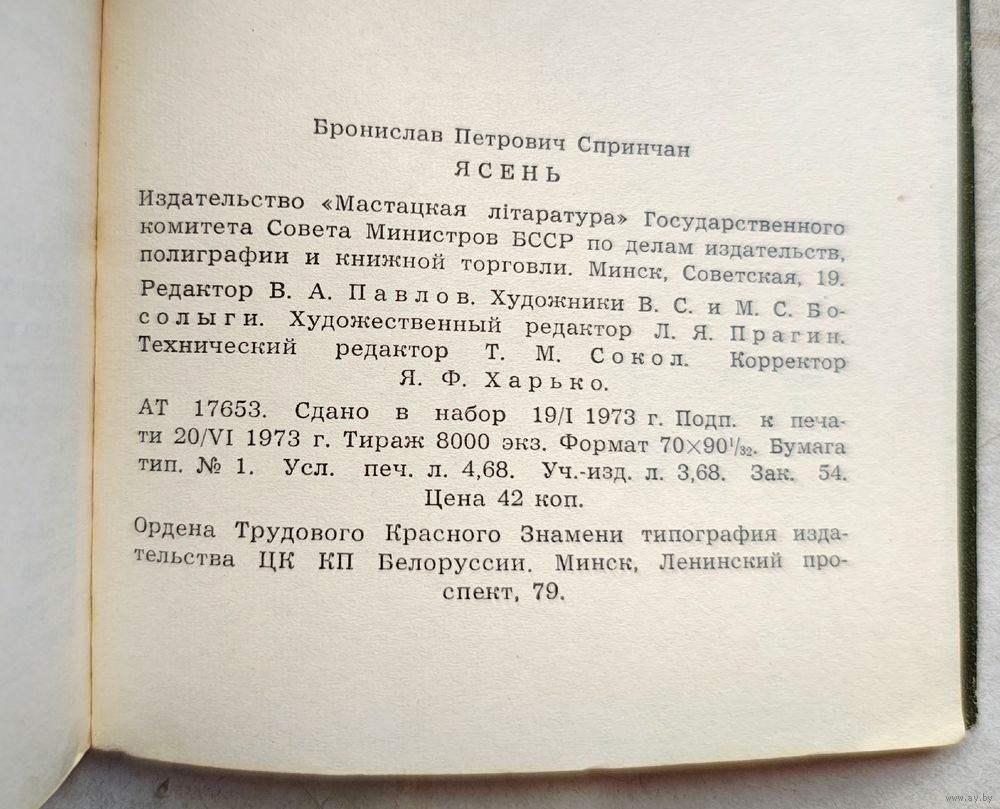 Бронислав Петрович Спринчан
ЯСЕНЬ
Издательство «Мастацкая літаратура» Государственного
комитета Совета Министров БССР по делам издательств,
полиграфии и книжной торговли. Минск, Советская, 19.
Редактор В. А. Павлов. Художники В. С. и М. С. Бо-
солыги. Художественный редактор Л. Я. Прагин.
Технический редактор Т. М. Сокол. Корректор
Я. Ф. Харько.
АТ 17653. Сдано в набор 19/I 1973 г. Подп. к печа-
ти 20/VI 1973 г. Тираж 8000 экз. Формат 70×90¹/₃₂. Бумага
тип. № 1. Усл. печ. л. 4,68. Уч.-изд. л. 3,68. Зак. 54.
Цена 42 коп.
Ордена Трудового Красного Знамени типография изда-
тельства ЦК КП Белоруссии. Минск, Ленинский про-
спект, 79.
www.ay.by